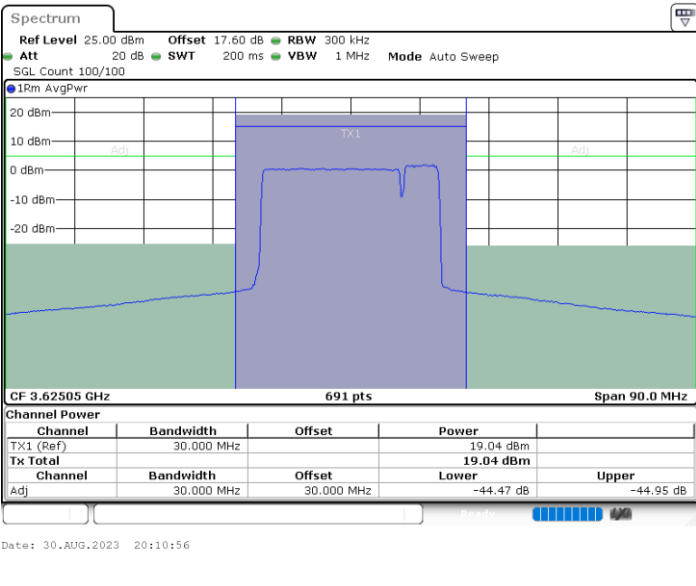 Spectrum
Ref Level 25.00 dBm Offset 17.60 dB RBW 300 kHz
Att 20 dB SWT 200 ms VBW 1 MHz Mode Auto Sweep
SGL Count 100/100
1Rm AvgPwr
20 dBm
TX1
10 dBm
Adj Adj
0 dBm
-10 dBm
-20 dBm
CF 3.62505 GHz 691 pts Span 90.0 MHz
Channel Power
Channel Bandwidth Offset Power
TX1 (Ref) 30.000 MHz 19.04 dBm
Tx Total 19.04 dBm
Channel Bandwidth Offset Lower Upper
Adj 30.000 MHz 30.000 MHz -44.47 dB -44.95 dB
Ready
Date: 30.AUG.2023 20:10:56